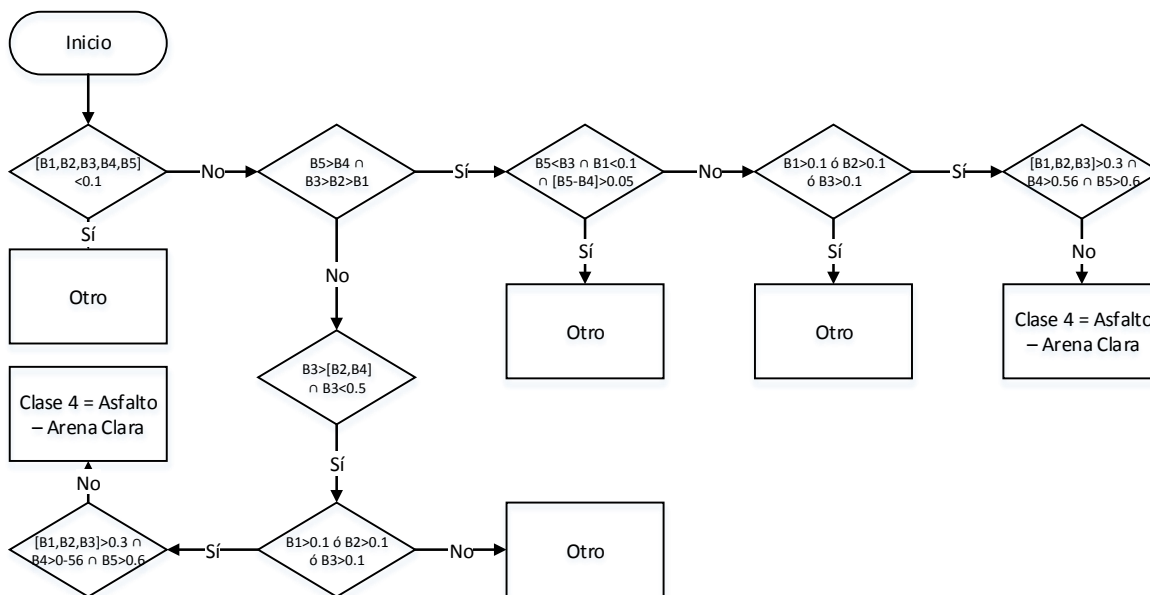 Inicio
[B1,B2,B3,B4,B5]
<0.1
No
B5>B4 ∩
B3>B2>B1
Sí
B5<B3 ∩ B1<0.1
∩ [B5-B4]>0.05
No
B1>0.1 ó B2>0.1
ó B3>0.1
Sí
[B1,B2,B3]>0.3 ∩
B4>0.56 ∩ B5>0.6
Sí
Otro
No
Sí
Otro
Sí
Otro
No
Clase 4 = Asfalto
– Arena Clara
B3>[B2,B4]
∩ B3<0.5
Clase 4 = Asfalto
– Arena Clara
Sí
No
[B1,B2,B3]>0.3 ∩
B4>0-56 ∩ B5>0.6
Sí
B1>0.1 ó B2>0.1
ó B3>0.1
No
Otro